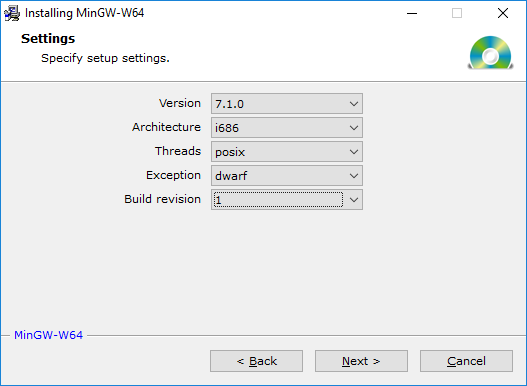 Installing MinGW-W64
Settings
Specify setup settings.
Version 7.1.0
Architecture i686
Threads posix
Exception dwarf
Build revision 1
MinGW-W64
< Back Next > Cancel